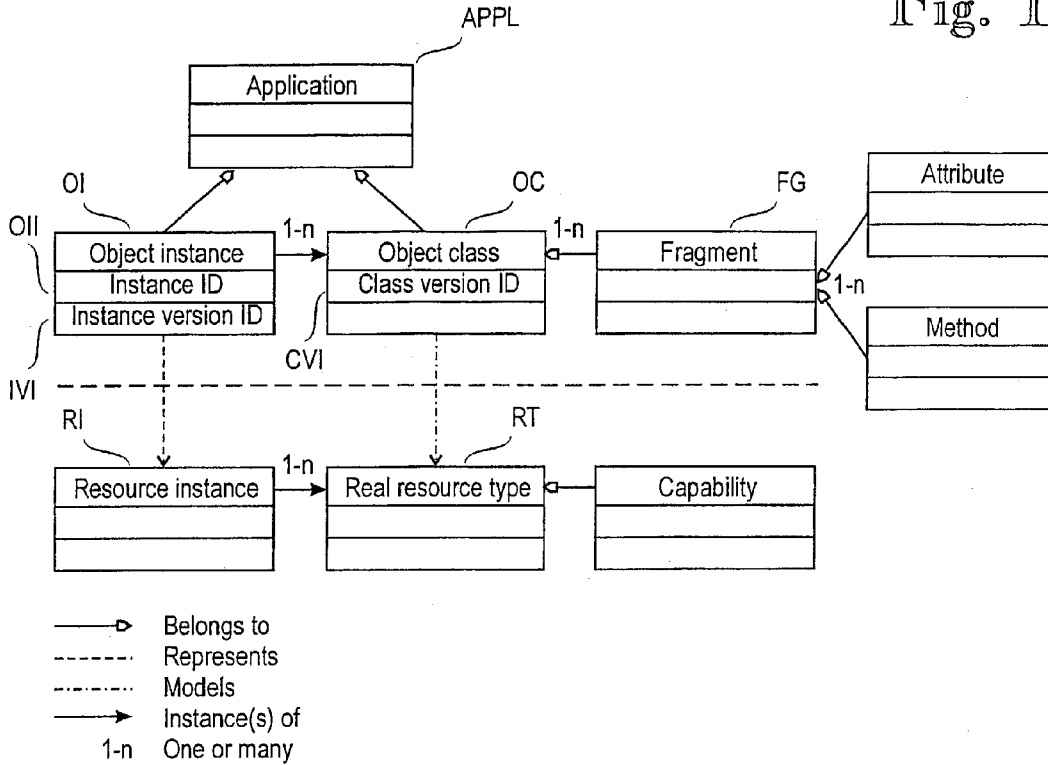 Fig. 1
APPL
Application
OI
OC
FG
Attribute
OII
1-n
1-n
Object instance
Object class
Fragment
Instance ID
Class version ID
1-n
Instance version ID
Method
CVI
IVI
RI
RT
1-n
Resource instance
Real resource type
Capability
Belongs to
Represents
Models
Instance(s) of
1-n One or many